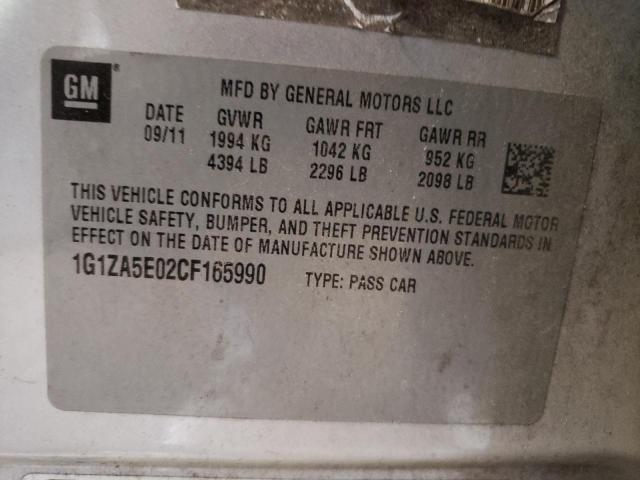 GM®
MFD BY GENERAL MOTORS LLC
DATE GVWR GAWR FRT GAWR RR
09/11 1994 KG 1042 KG 952 KG
4394 LB 2296 LB 2098 LB
THIS VEHICLE CONFORMS TO ALL APPLICABLE U.S. FEDERAL MOTOR
VEHICLE SAFETY, BUMPER, AND THEFT PREVENTION STANDARDS IN
EFFECT ON THE DATE OF MANUFACTURE SHOWN ABOVE.
1G1ZA5E02CF165990 TYPE: PASS CAR